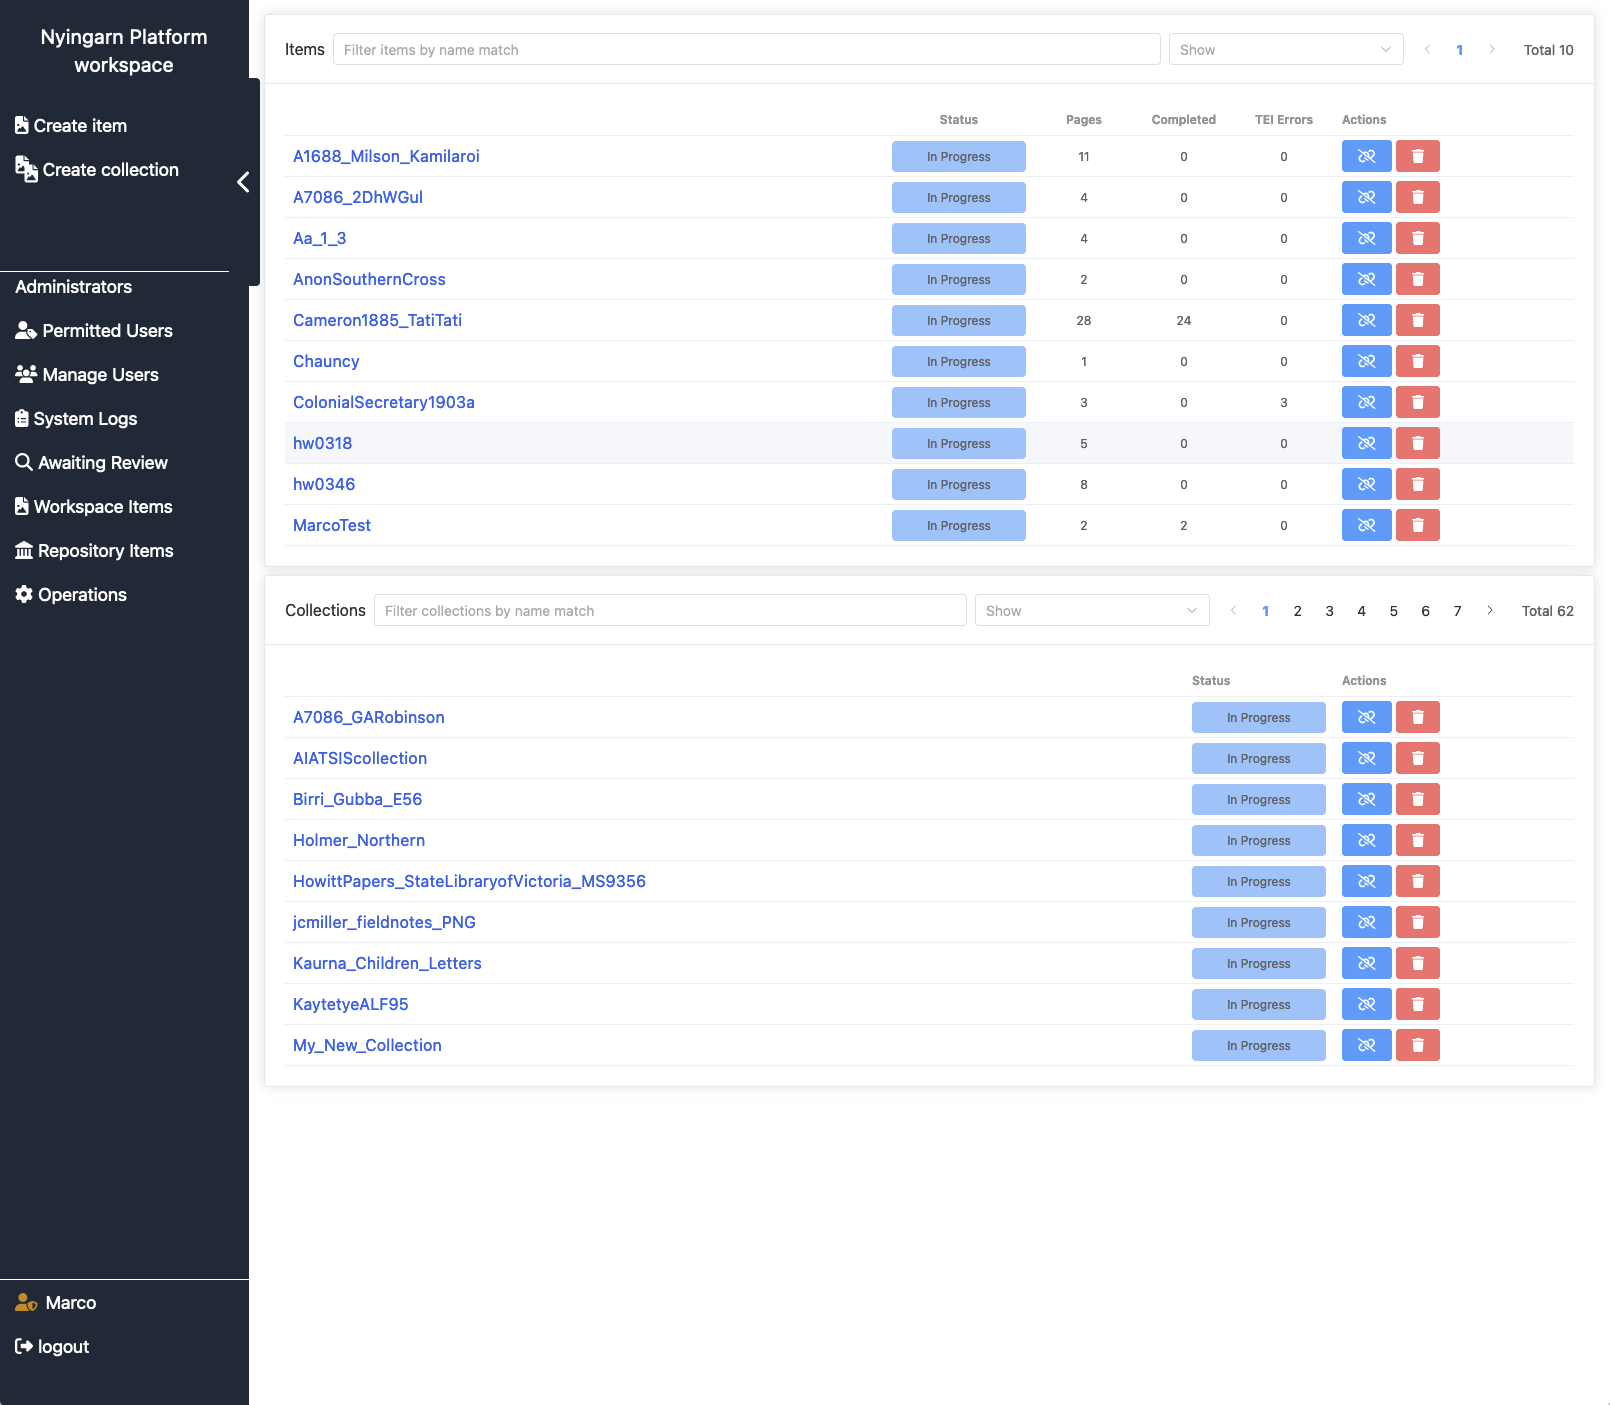 Nyingarn Platform
workspace
Create item
Create collection
Administrators
Permitted Users
Manage Users
System Logs
Awaiting Review
Workspace Items
Repository Items
Operations
Marco
logout
Items Filter items by name match Show 1 Total 10
Status Pages Completed TEI Errors Actions
A1688_Milson_Kamilaroi In Progress 11 0 0
A7086_2DhWGul In Progress 4 0 0
Aa_1_3 In Progress 4 0 0
AnonSouthernCross In Progress 2 0 0
Cameron1885_TatiTati In Progress 28 24 0
Chauncy In Progress 1 0 0
ColonialSecretary1903a In Progress 3 0 3
hw0318 In Progress 5 0 0
hw0346 In Progress 8 0 0
MarcoTest In Progress 2 2 0
Collections Filter collections by name match Show 1 2 3 4 5 6 7 Total 62
Status Actions
A7086_GARobinson In Progress
AIATSIScollection In Progress
Birri_Gubba_E56 In Progress
Holmer_Northern In Progress
HowittPapers_StateLibraryofVictoria_MS9356 In Progress
jcmiller_fieldnotes_PNG In Progress
Kaurna_Children_Letters In Progress
KaytetyeALF95 In Progress
My_New_Collection In Progress